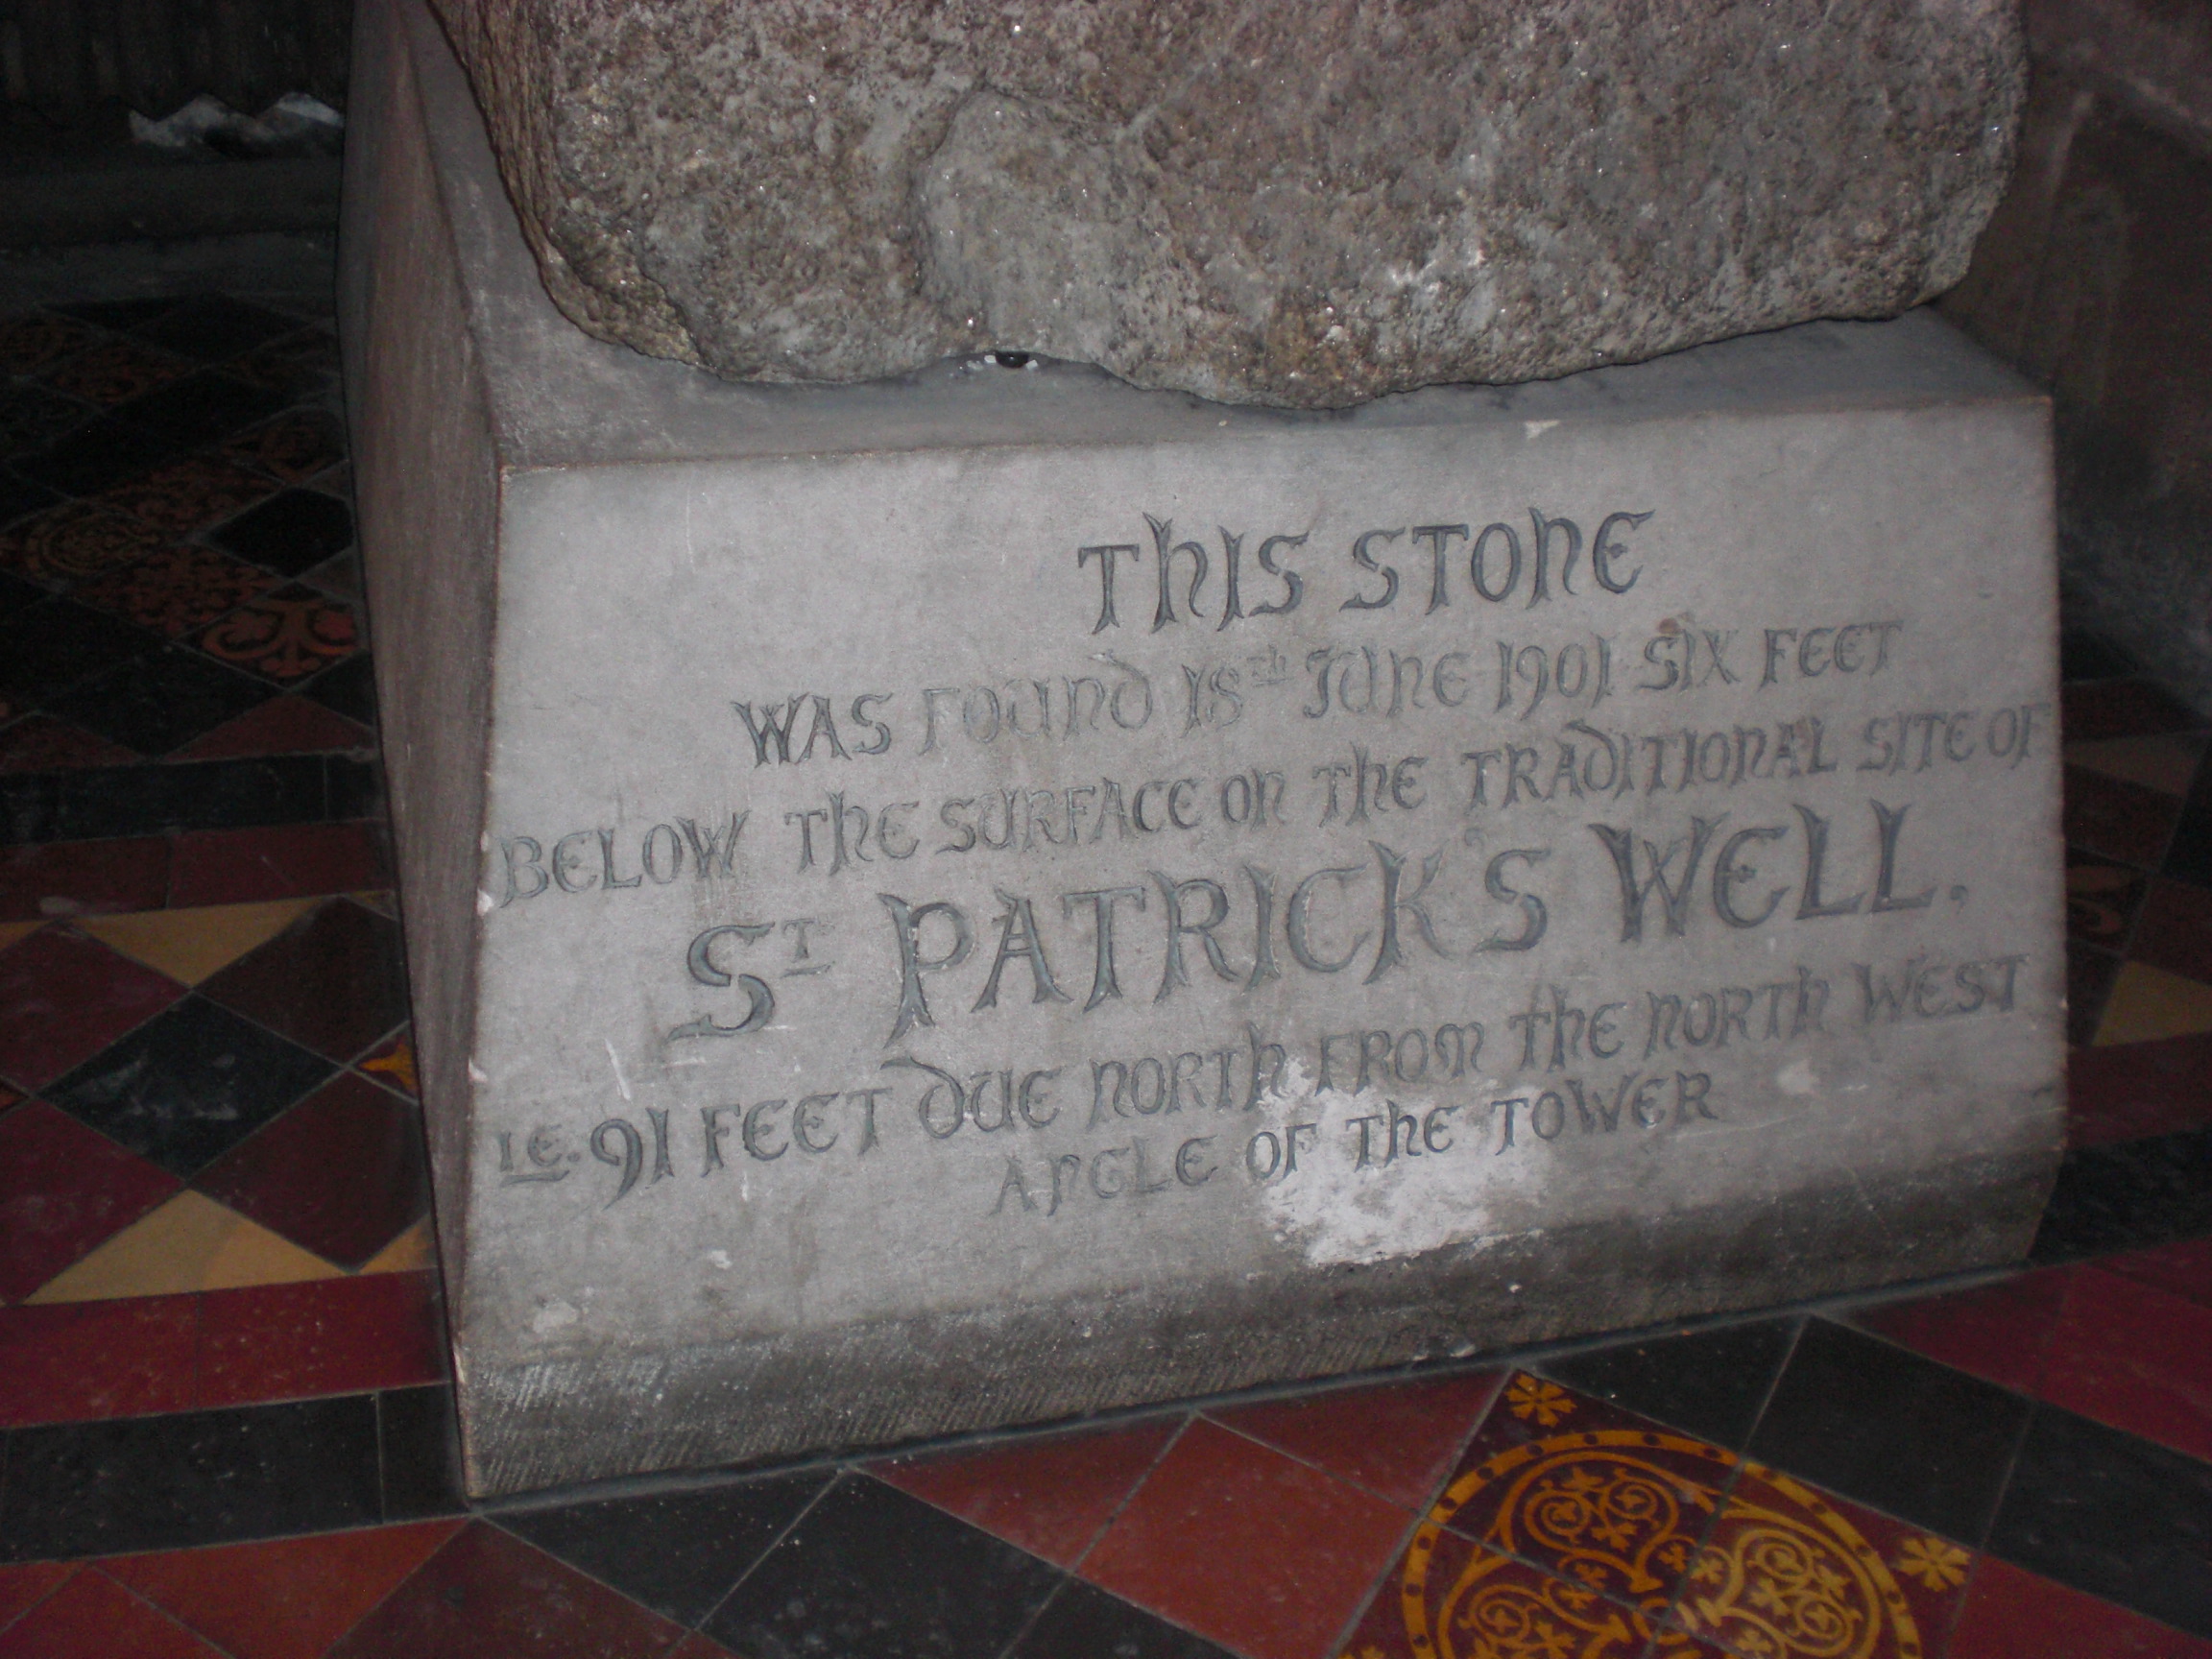 THIS STONE
WAS FOUND 18th JUNE 1901 SIX FEET
BELOW THE SURFACE ON THE TRADITIONAL SITE OF
ST PATRICK'S WELL.
I.E. 91 FEET DUE NORTH FROM THE NORTH WEST
ANGLE OF THE TOWER